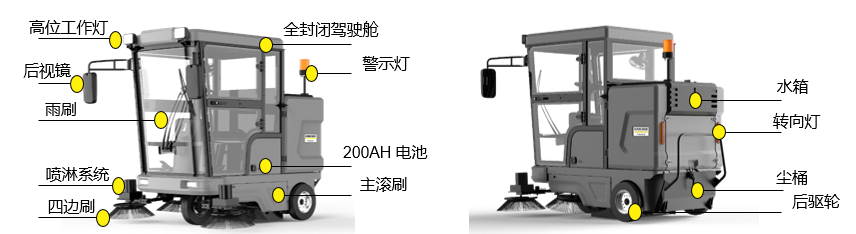 高位工作灯
全封闭驾驶舱
后视镜
警示灯
雨刷
200AH 电池
喷淋系统
主滚刷
四边刷
水箱
转向灯
尘桶
后驱轮